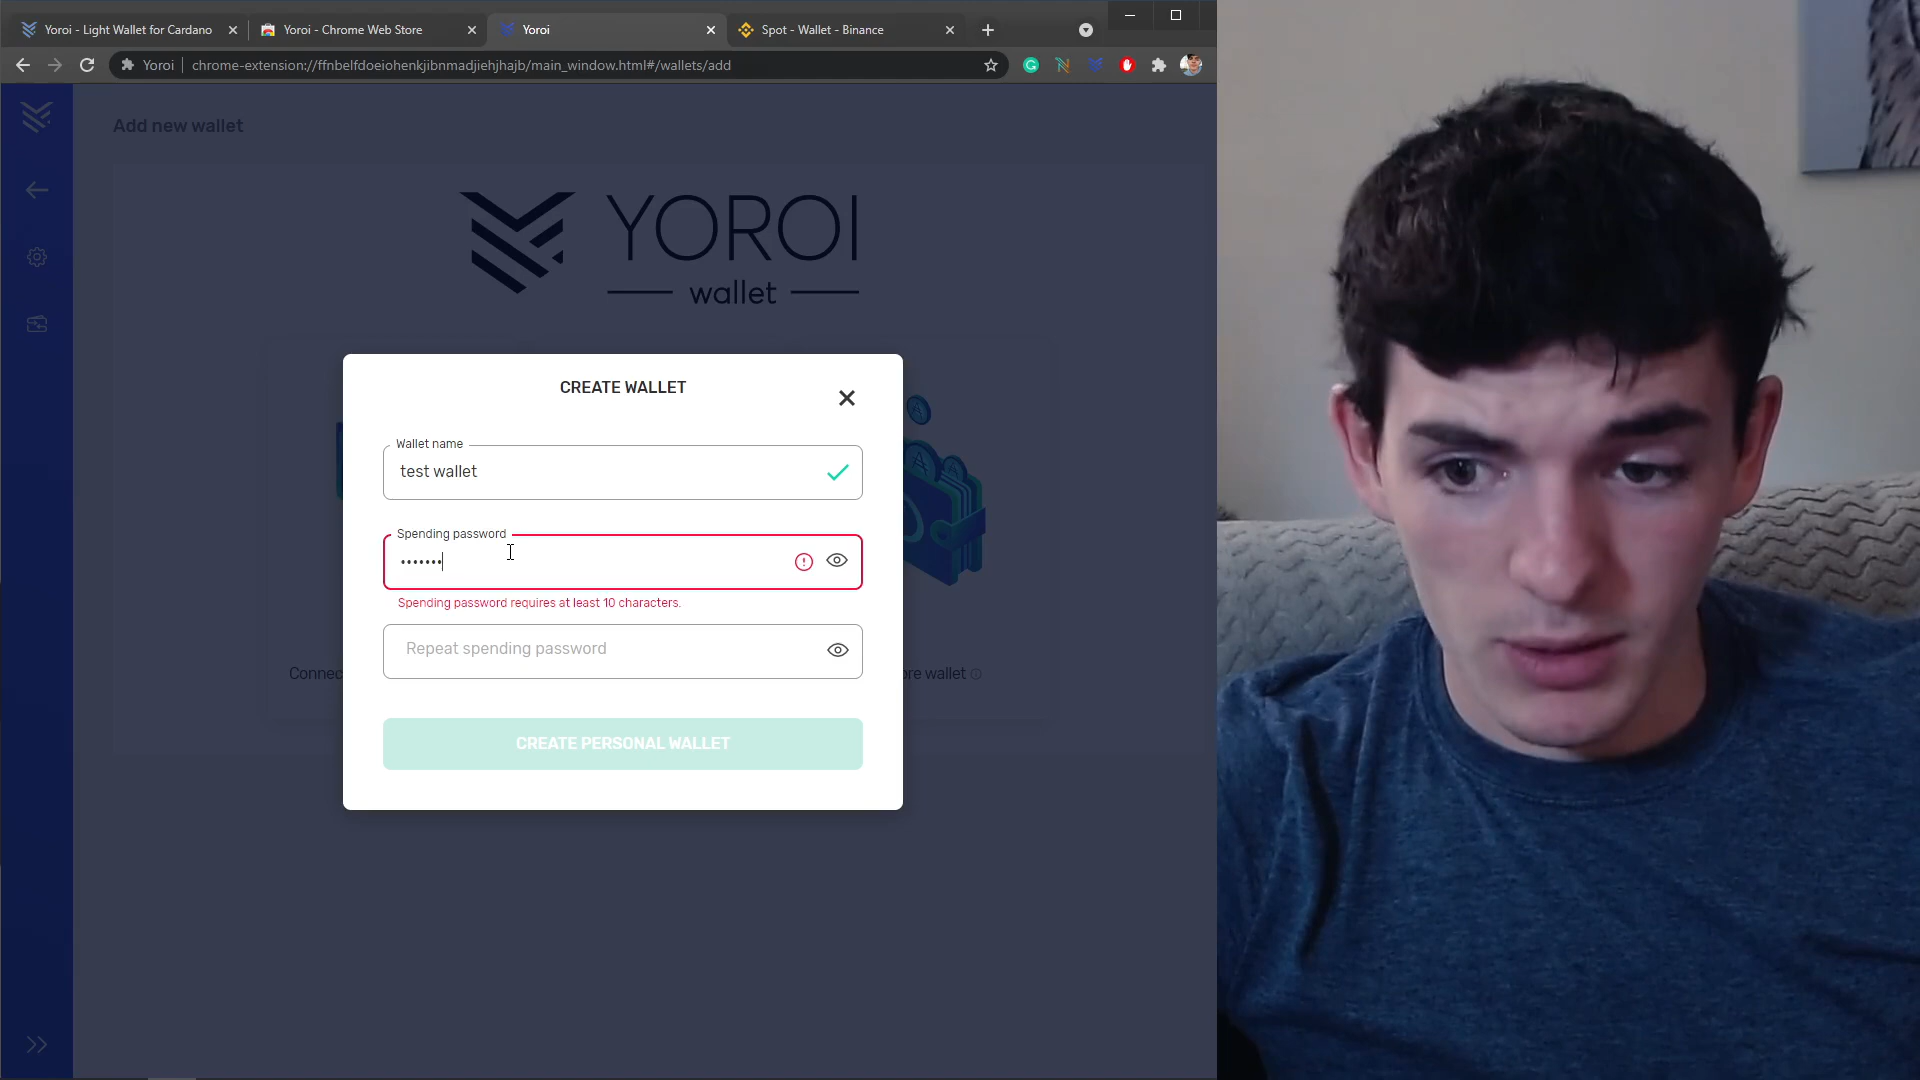 Yoroi - Light Wallet for Cardano
Yoroi - Chrome Web Store
Yoroi
Spot - Wallet - Binance
Yoroi
chrome-extension://ffnbelfdoeiohenkjibnmadjiehjhajb/main_window.html#/wallets/add
Add new wallet
YOROI
wallet
CREATE WALLET
Wallet name
test wallet
Spending password
•••••••
Spending password requires at least 10 characters.
Repeat spending password
Connec
ore wallet
CREATE PERSONAL WALLET